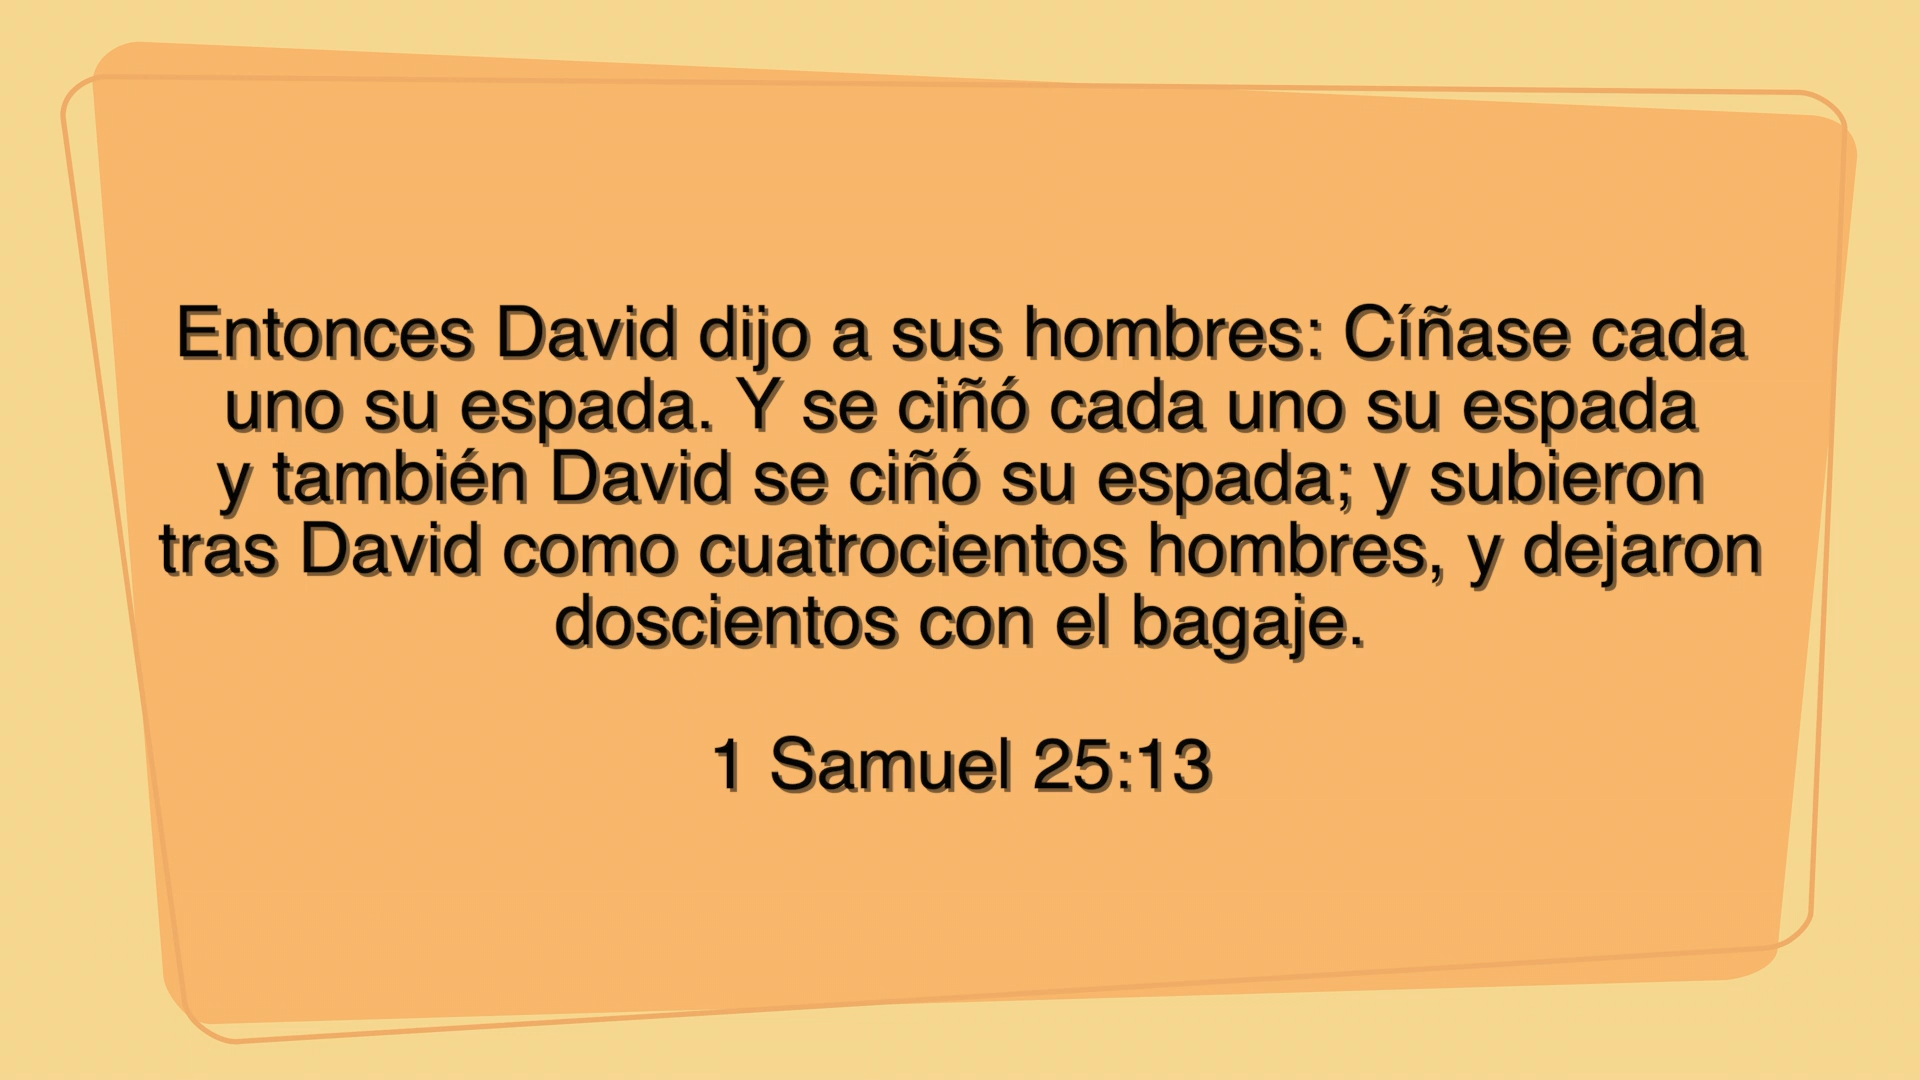 Entonces David dijo a sus hombres: Cíñase cada
uno su espada. Y se ciñó cada uno su espada
y también David se ciñó su espada; y subieron
tras David como cuatrocientos hombres, y dejaron
doscientos con el bagaje.
1 Samuel 25:13